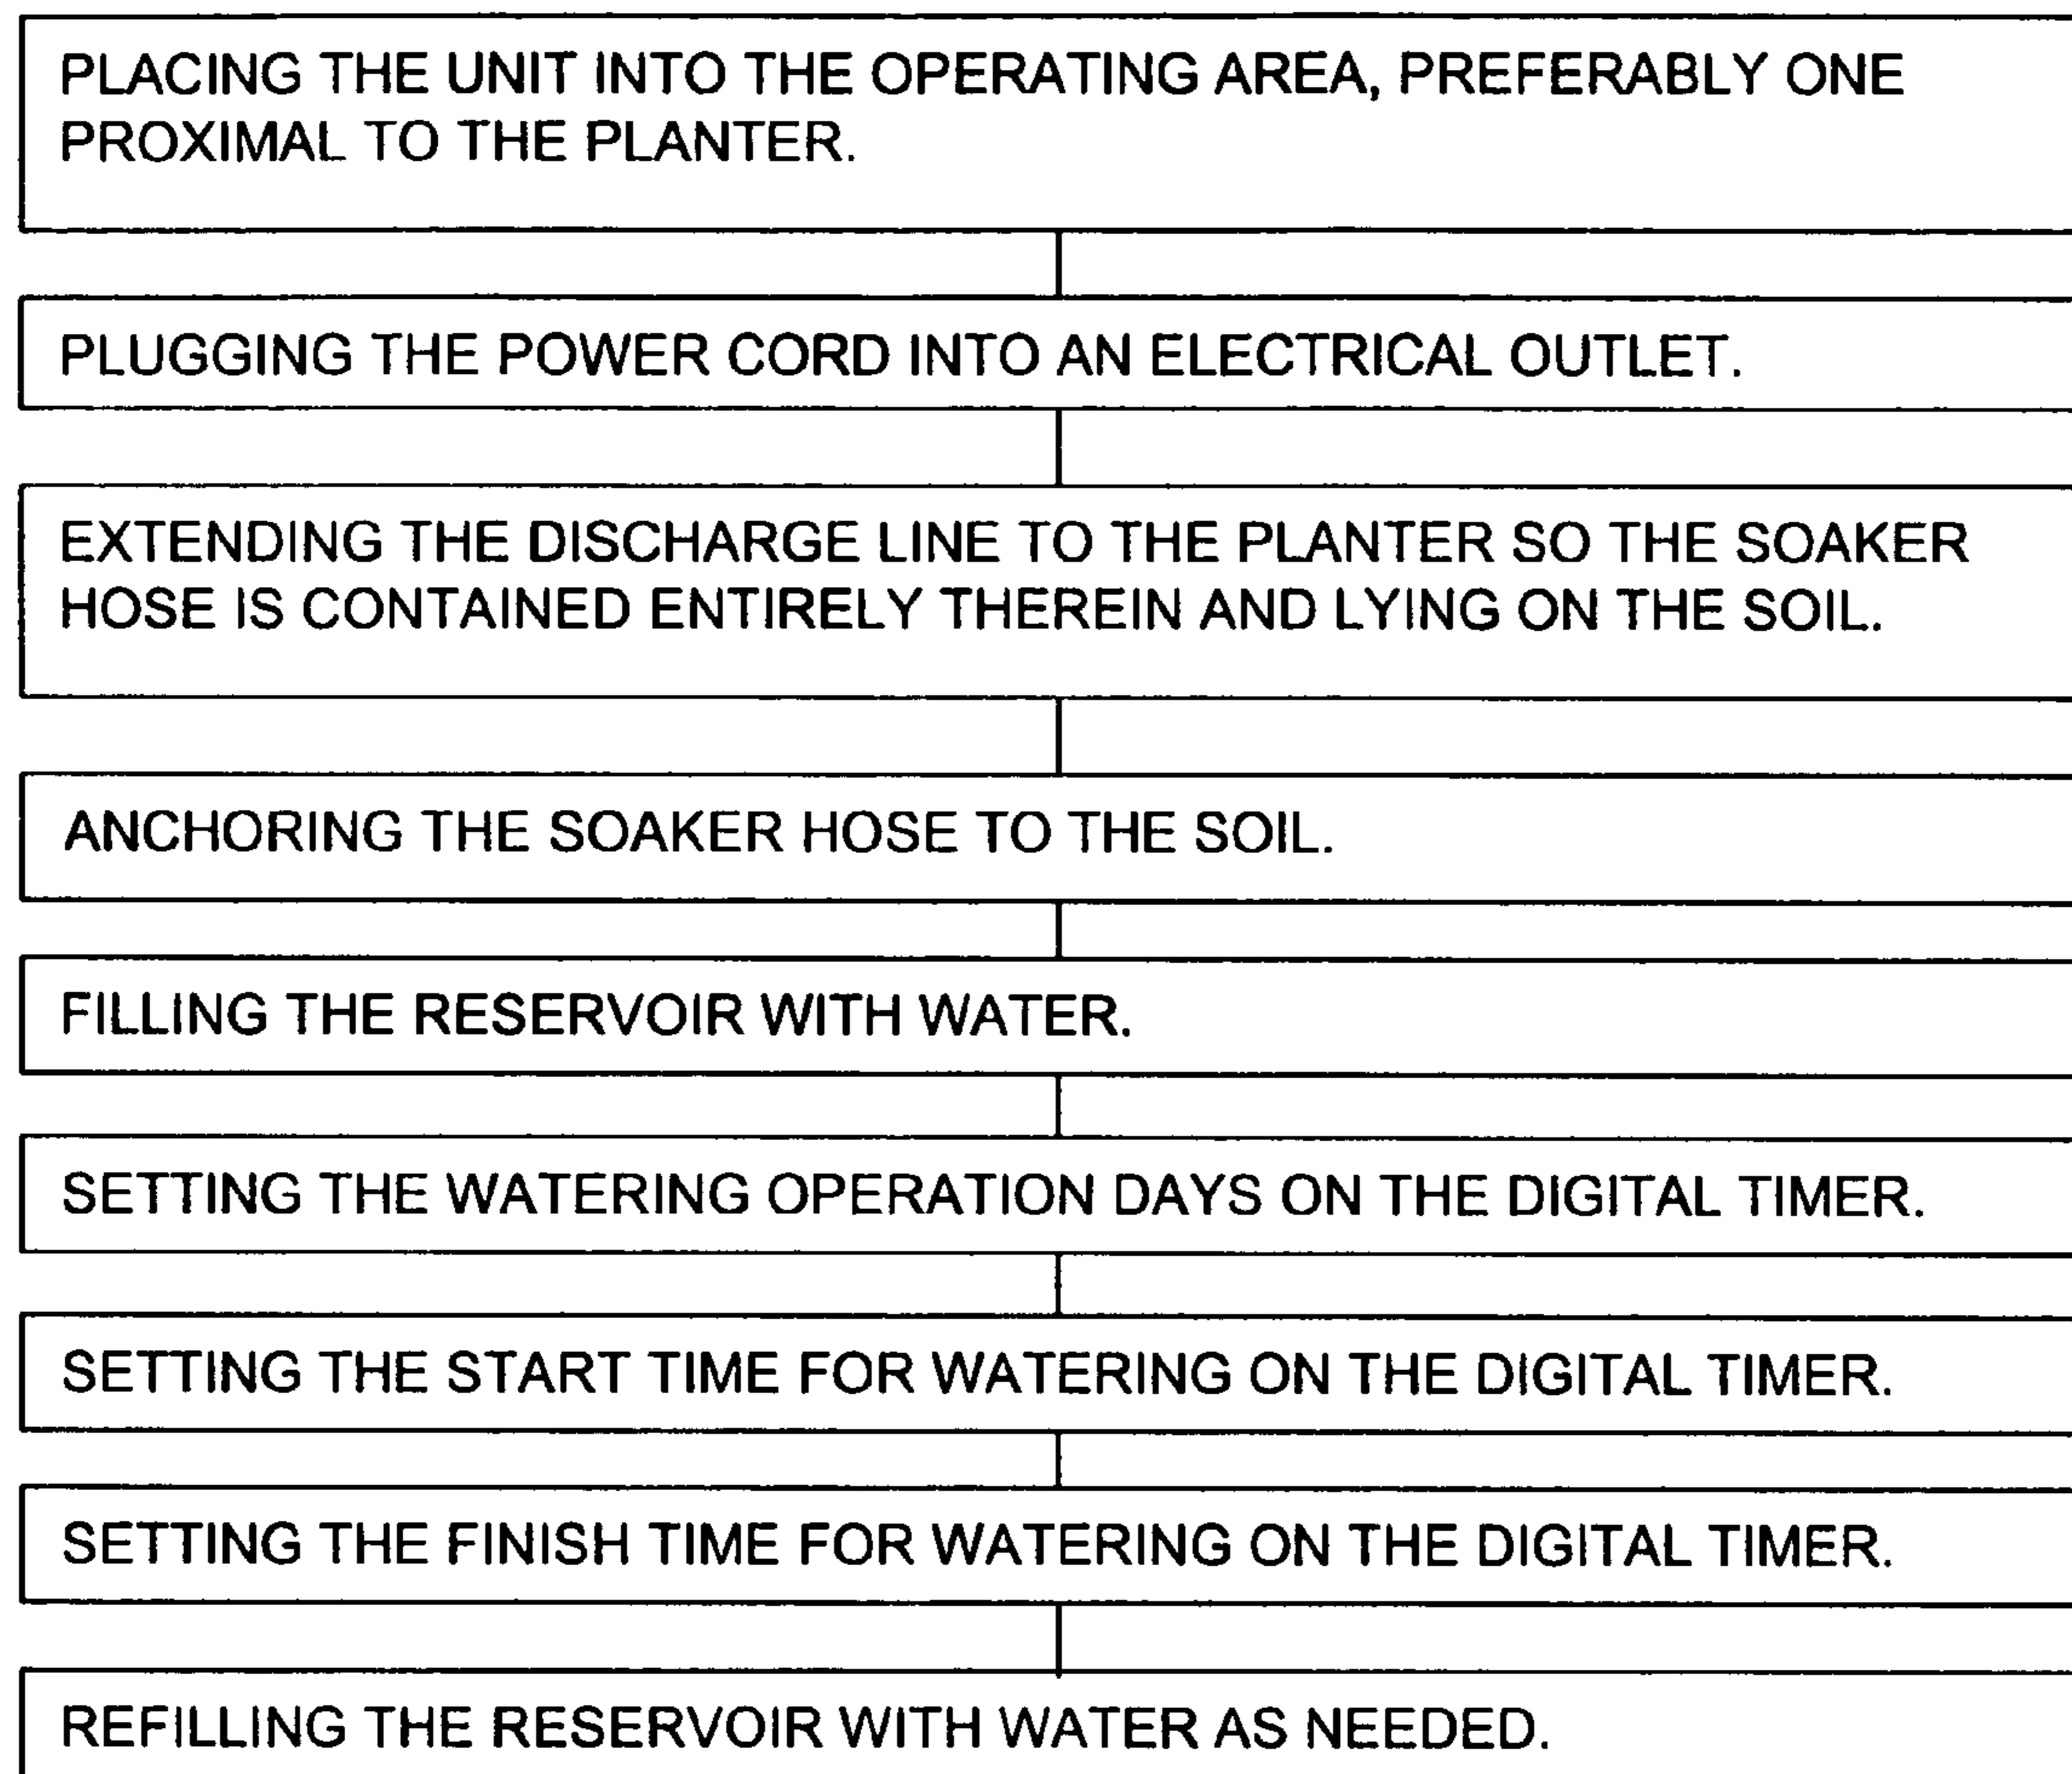 PLACING THE UNIT INTO THE OPERATING AREA, PREFERABLY ONE
PROXIMAL TO THE PLANTER.
PLUGGING THE POWER CORD INTO AN ELECTRICAL OUTLET.
EXTENDING THE DISCHARGE LINE TO THE PLANTER SO THE SOAKER
HOSE IS CONTAINED ENTIRELY THEREIN AND LYING ON THE SOIL.
ANCHORING THE SOAKER HOSE TO THE SOIL.
FILLING THE RESERVOIR WITH WATER.
SETTING THE WATERING OPERATION DAYS ON THE DIGITAL TIMER.
SETTING THE START TIME FOR WATERING ON THE DIGITAL TIMER.
SETTING THE FINISH TIME FOR WATERING ON THE DIGITAL TIMER.
REFILLING THE RESERVOIR WITH WATER AS NEEDED.